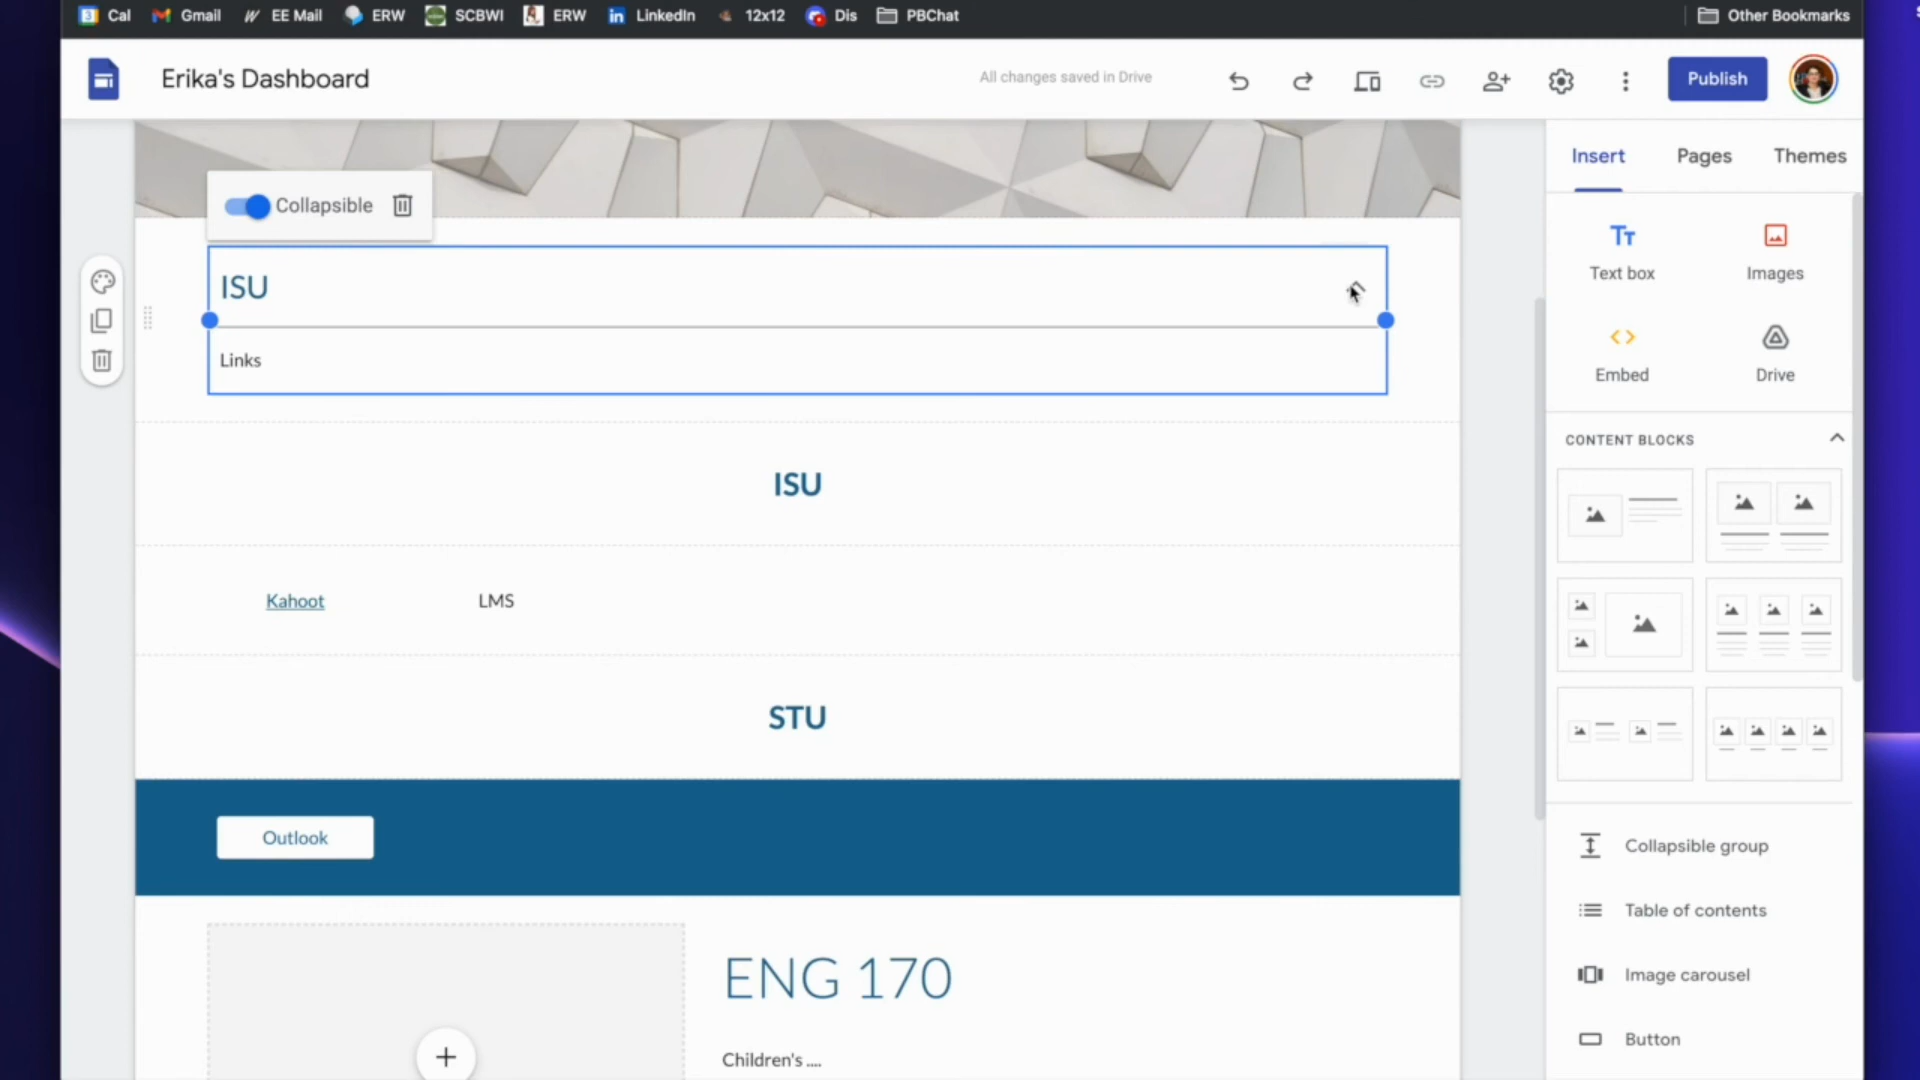 Cal Gmail EE Mail ERW SCBWI ERW LinkedIn 12x12 Dis PBChat Other Bookmarks
Erika's Dashboard
All changes saved in Drive
Publish
Insert Pages Themes
Collapsible
Text box Images
ISU
Links
Embed Drive
CONTENT BLOCKS
ISU
Kahoot LMS
STU
Outlook
Collapsible group
Table of contents
ENG 170
Image carousel
Button
Children's ....